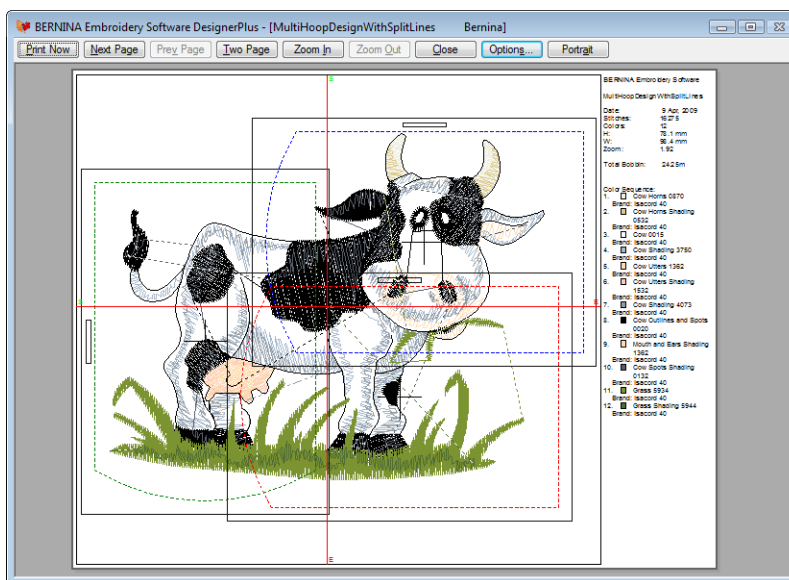 BERNINA Embroidery Software DesignerPlus - [MultiHoopDesignWithSplitLines Bernina]
Print Now Next Page Prev Page Two Page Zoom In Zoom Out Close Options... Portrait
BERNINA Embroidery Software
MultiHoopDesignWithSplitLines
Date: 9 Apr, 2009
Stitches: 16275
Colors: 12
H: 78.1 mm
W: 96.4 mm
Zoom: 1.92
Total Bobbin: 24.25m
Color Sequence:
1. Cow Horns 0870
Brand: Isacord 40
2. Cow Horns Shading
0532
Brand: Isacord 40
3. Cow 0015
Brand: Isacord 40
4. Cow Shading 3750
Brand: Isacord 40
5. Cow Utters 1362
Brand: Isacord 40
6. Cow Utters Shading
1532
Brand: Isacord 40
7. Cow Shading 4073
Brand: Isacord 40
8. Cow Outlines and Spots
0020
Brand: Isacord 40
9. Mouth and Ears Shading
1362
Brand: Isacord 40
10. Cow Spots Shading
0132
Brand: Isacord 40
11. Grass 5934
Brand: Isacord 40
12. Grass Shading 5944
Brand: Isacord 40
E